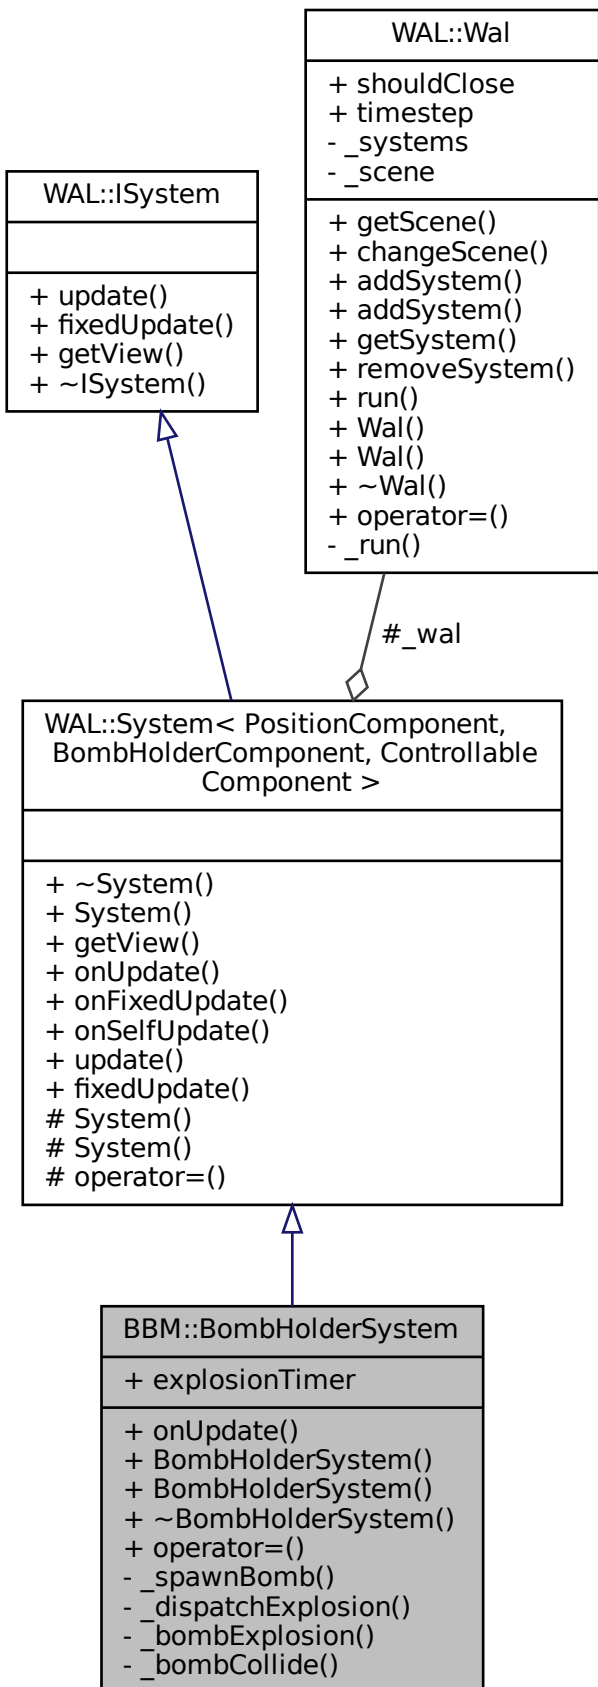 WAL::Wal
+ shouldClose
+ timestep
- _systems
- _scene
+ getScene()
+ changeScene()
+ addSystem()
+ addSystem()
+ getSystem()
+ removeSystem()
+ run()
+ Wal()
+ Wal()
+ ~Wal()
+ operator=()
- _run()
WAL::ISystem
+ update()
+ fixedUpdate()
+ getView()
+ ~ISystem()
#_wal
WAL::System< PositionComponent,
BombHolderComponent, Controllable
Component >
+ ~System()
+ System()
+ getView()
+ onUpdate()
+ onFixedUpdate()
+ onSelfUpdate()
+ update()
+ fixedUpdate()
# System()
# System()
# operator=()
BBM::BombHolderSystem
+ explosionTimer
+ onUpdate()
+ BombHolderSystem()
+ BombHolderSystem()
+ ~BombHolderSystem()
+ operator=()
- _spawnBomb()
- _dispatchExplosion()
- _bombExplosion()
- _bombCollide()